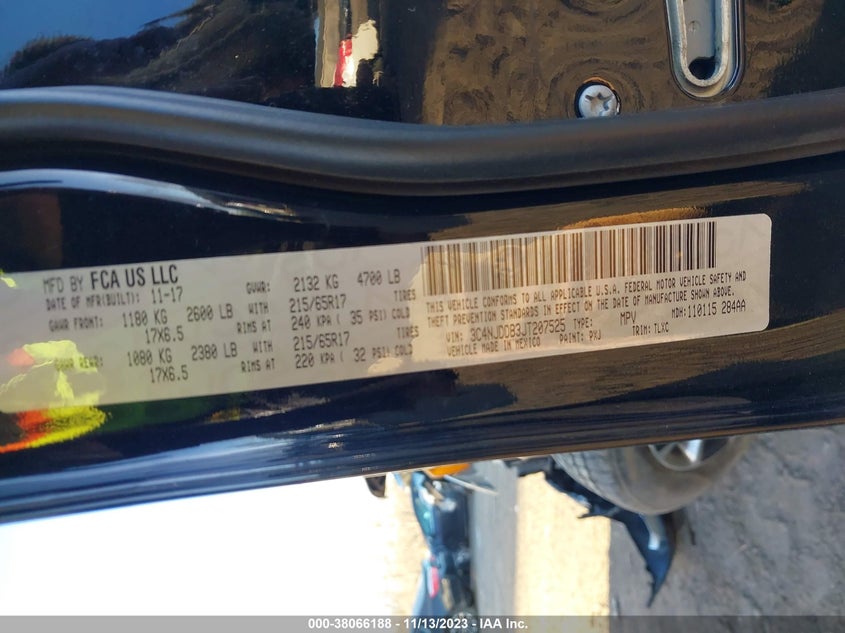 MFD BY FCA US LLC
DATE OF MFR(BUILT): 11-17 GVWR: 2132 KG 4700 LB
GAWR FRONT: 1180 KG 2600 LB WITH 215/65R17 TIRES
17X6.5 RIMS AT 240 KPA ( 35 PSI) COLD
GAWR REAR: 1080 KG 2380 LB WITH 215/65R17 TIRES
17X6.5 RIMS AT 220 KPA ( 32 PSI) COLD
THIS VEHICLE CONFORMS TO ALL APPLICABLE U.S.A. FEDERAL MOTOR VEHICLE SAFETY AND
THEFT PREVENTION STANDARDS IN EFFECT ON THE DATE OF MANUFACTURE SHOWN ABOVE.
VIN: 3C4NJDDB3JT207525 TYPE: MPV MDH: 110115 284AA
MADE IN MEXICO PAINT: PXJ TRIM: TLXC
000-38066188 - 11/13/2023 - IAA Inc.